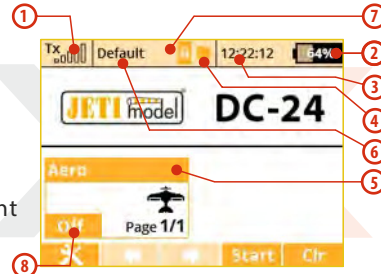 1
7
Tx
Default
12:22:12
64%
2
3
4
JETI model
DC-24
6
Aero
5
nt
Off
Page 1/1
8
Start
Clr